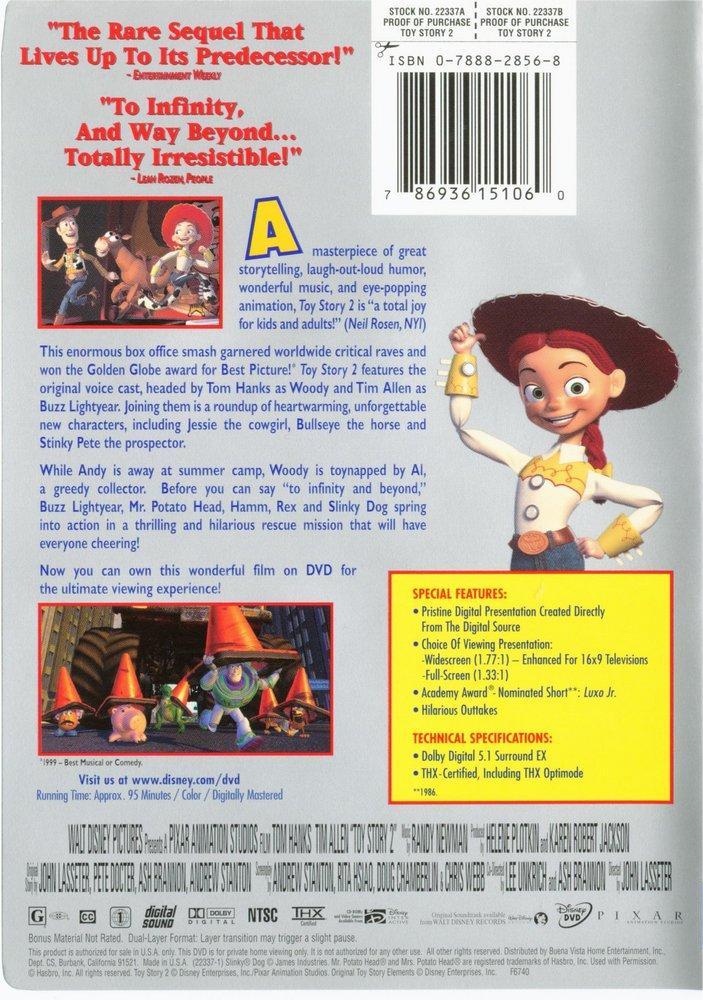 "The Rare Sequel That
Lives Up To Its Predecessor!"
- Entertainment Weekly
"To Infinity,
And Way Beyond...
Totally Irresistible!"
- Leah Rozen, People
STOCK NO. 22337A
PROOF OF PURCHASE
TOY STORY 2
STOCK NO. 22337B
PROOF OF PURCHASE
TOY STORY 2
ISBN 0-7888-2856-8
7 86936 15106 0
A masterpiece of great
storytelling, laugh-out-loud humor,
wonderful music, and eye-popping
animation, Toy Story 2 is "a total joy
for kids and adults!" (Neil Rosen, NYI)
This enormous box office smash garnered worldwide critical raves and
won the Golden Globe award for Best Picture!* Toy Story 2 features the
original voice cast, headed by Tom Hanks as Woody and Tim Allen as
Buzz Lightyear. Joining them is a roundup of heartwarming, unforgettable
new characters, including Jessie the cowgirl, Bullseye the horse and
Stinky Pete the prospector.
While Andy is away at summer camp, Woody is toynapped by Al,
a greedy collector. Before you can say "to infinity and beyond,"
Buzz Lightyear, Mr. Potato Head, Hamm, Rex and Slinky Dog spring
into action in a thrilling and hilarious rescue mission that will have
everyone cheering!
Now you can own this wonderful film on DVD for
the ultimate viewing experience!
*1999 – Best Musical or Comedy.
Visit us at www.disney.com/dvd
Running Time: Approx. 95 Minutes / Color / Digitally Mastered
SPECIAL FEATURES:
• Pristine Digital Presentation Created Directly
From The Digital Source
• Choice Of Viewing Presentation:
-Widescreen (1.77:1) – Enhanced For 16x9 Televisions
-Full-Screen (1.33:1)
• Academy Award® Nominated Short**: Luxo Jr.
• Hilarious Outtakes
TECHNICAL SPECIFICATIONS:
• Dolby Digital 5.1 Surround EX
• THX-Certified, Including THX Optimode
**1986.
WALT DISNEY PICTURES Presents A PIXAR ANIMATION STUDIOS FILM TOM HANKS TIM ALLEN "TOY STORY 2" Music by RANDY NEWMAN Produced by HELENE PLOTKIN and KAREN ROBERT JACKSON
Original Story by JOHN LASSETER, PETE DOCTER, ASH BRANNON, ANDREW STANTON Screenplay by ANDREW STANTON, RITA HSIAO, DOUG CHAMBERLIN & CHRIS WEBB Co-Directed by LEE UNKRICH and ASH BRANNON Directed by JOHN LASSETER
G CC digital SOUND DOLBY DIGITAL NTSC THX Certified Disney INTERACTIVE Original Soundtrack available from WALT DISNEY RECORDS Disney DVD PIXAR ANIMATION STUDIOS
Bonus Material Not Rated. Dual-Layer Format: Layer transition may trigger a slight pause.
This product is authorized for sale in U.S.A. only. This DVD is for private home viewing only. It is not authorized for any other use. All other rights reserved. Distributed by Buena Vista Home Entertainment, Inc.,
Dept. CS, Burbank, California 91521. Made in U.S.A. (22337-1) Slinky® Dog © James Industries. Mr. Potato Head® and Mrs. Potato Head® are registered trademarks of Hasbro, Inc. Used with Permission.
© Hasbro, Inc. All rights reserved. Toy Story 2 © Disney Enterprises, Inc./Pixar Animation Studios. Original Toy Story Elements © Disney Enterprises, Inc. F6740